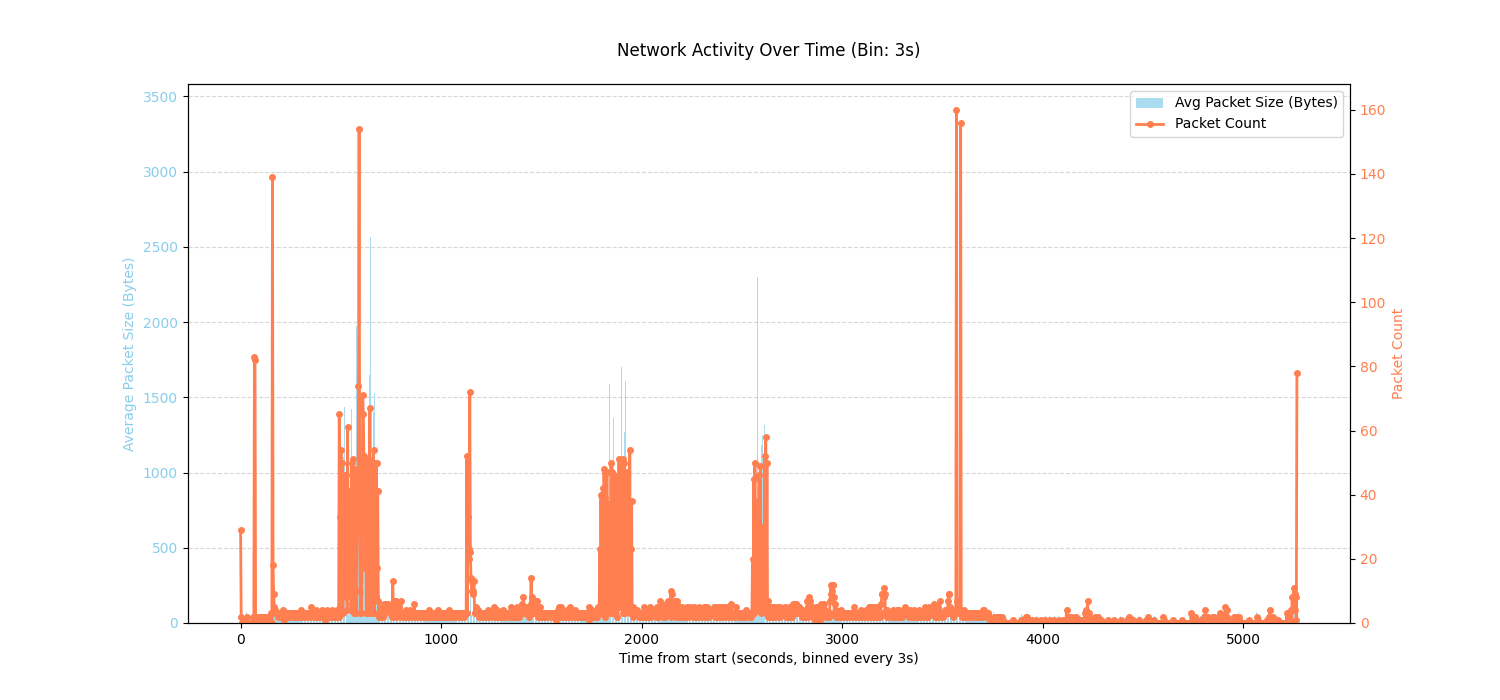 Network Activity Over Time (Bin: 3s)
Avg Packet Size (Bytes)
Packet Count
3500
3000
2500
2000
1500
1000
500
0
Average Packet Size (Bytes)
160
140
120
100
80
60
40
20
0
Packet Count
0 1000 2000 3000 4000 5000
Time from start (seconds, binned every 3s)